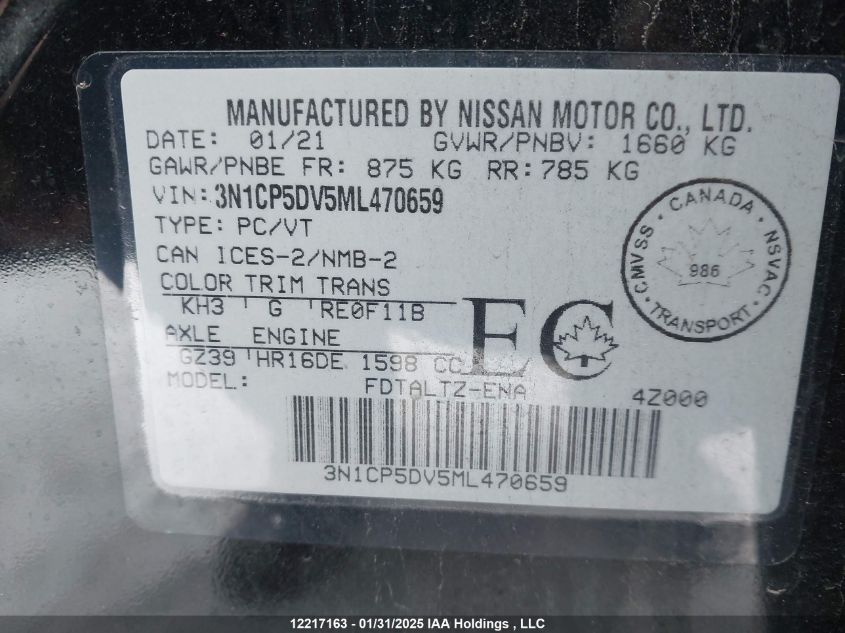 MANUFACTURED BY NISSAN MOTOR CO., LTD.
DATE: 01/21 GVWR/PNBV: 1660 KG
GAWR/PNBE FR: 875 KG RR: 785 KG
VIN: 3N1CP5DV5ML470659
TYPE: PC/VT
CAN ICES-2/NMB-2
COLOR TRIM TRANS
KH3 G RE0F11B
AXLE ENGINE
GZ39 HR16DE 1598 CC
MODEL: FDTALTZ-ENA 4Z000
EC
CANADA
CMVSS NSVAC
986
TRANSPORT
3N1CP5DV5ML470659
12217163 - 01/31/2025 IAA Holdings , LLC